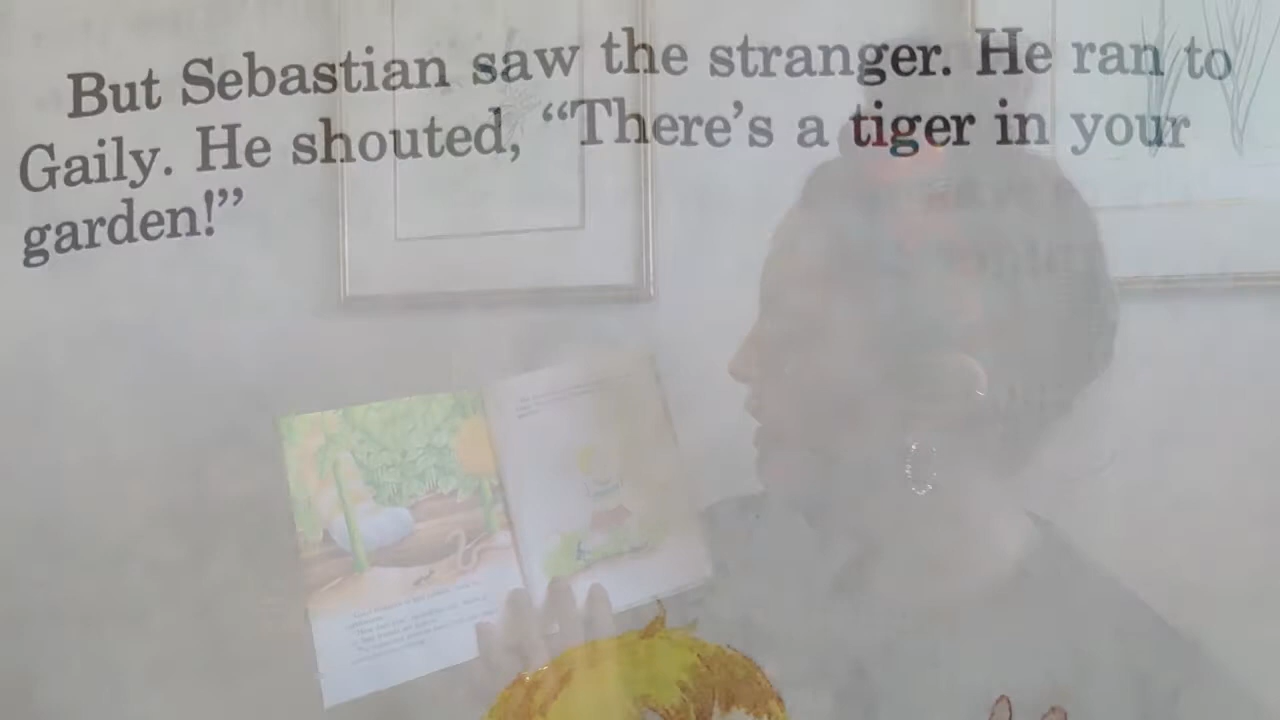 But Sebastian saw the stranger. He ran to
Gaily. He shouted, “There’s a tiger in your
garden!”